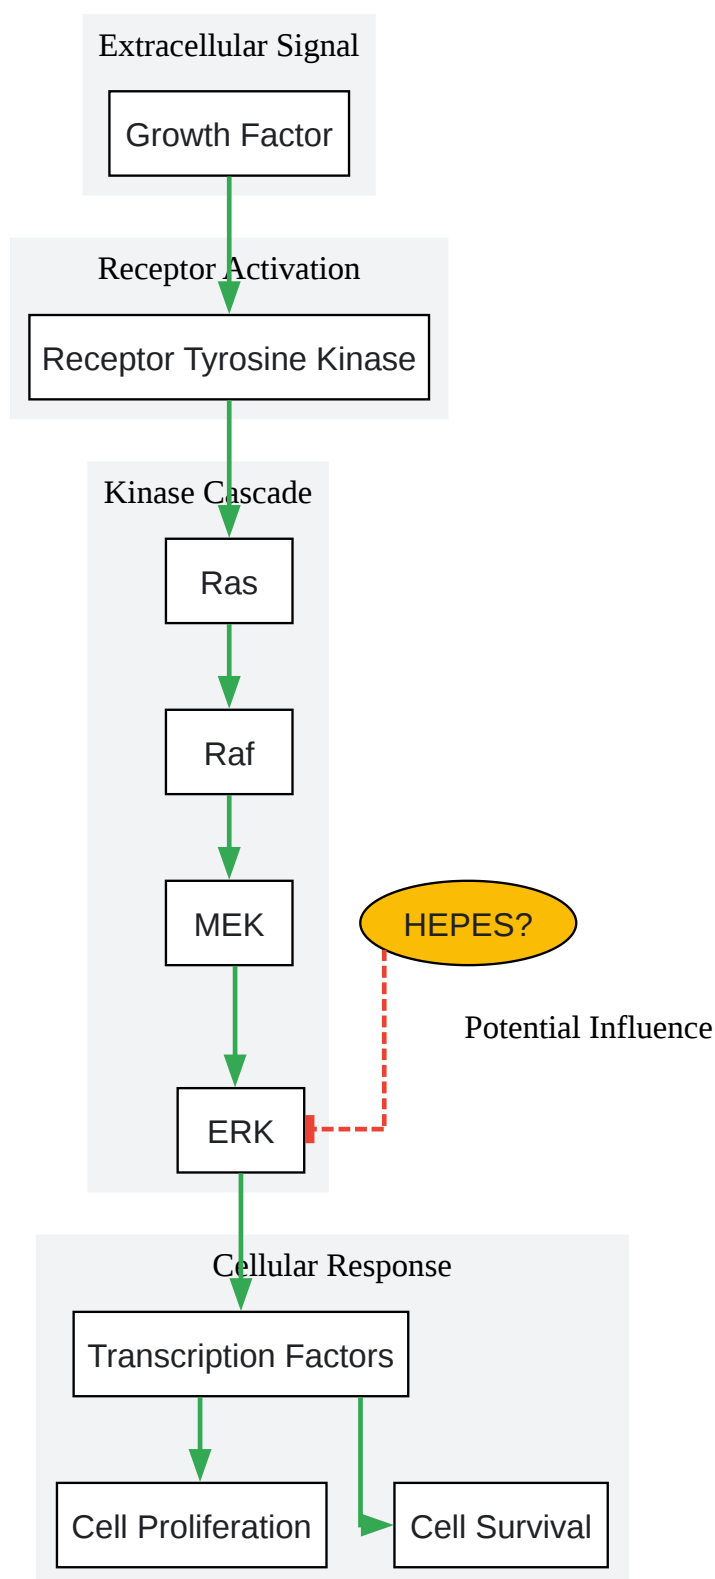 Extracellular Signal
Growth Factor
Receptor Activation
Receptor Tyrosine Kinase
Kinase Cascade
Ras
Raf
MEK
HEPES?
Potential Influence
ERK
Cellular Response
Transcription Factors
Cell Proliferation
Cell Survival